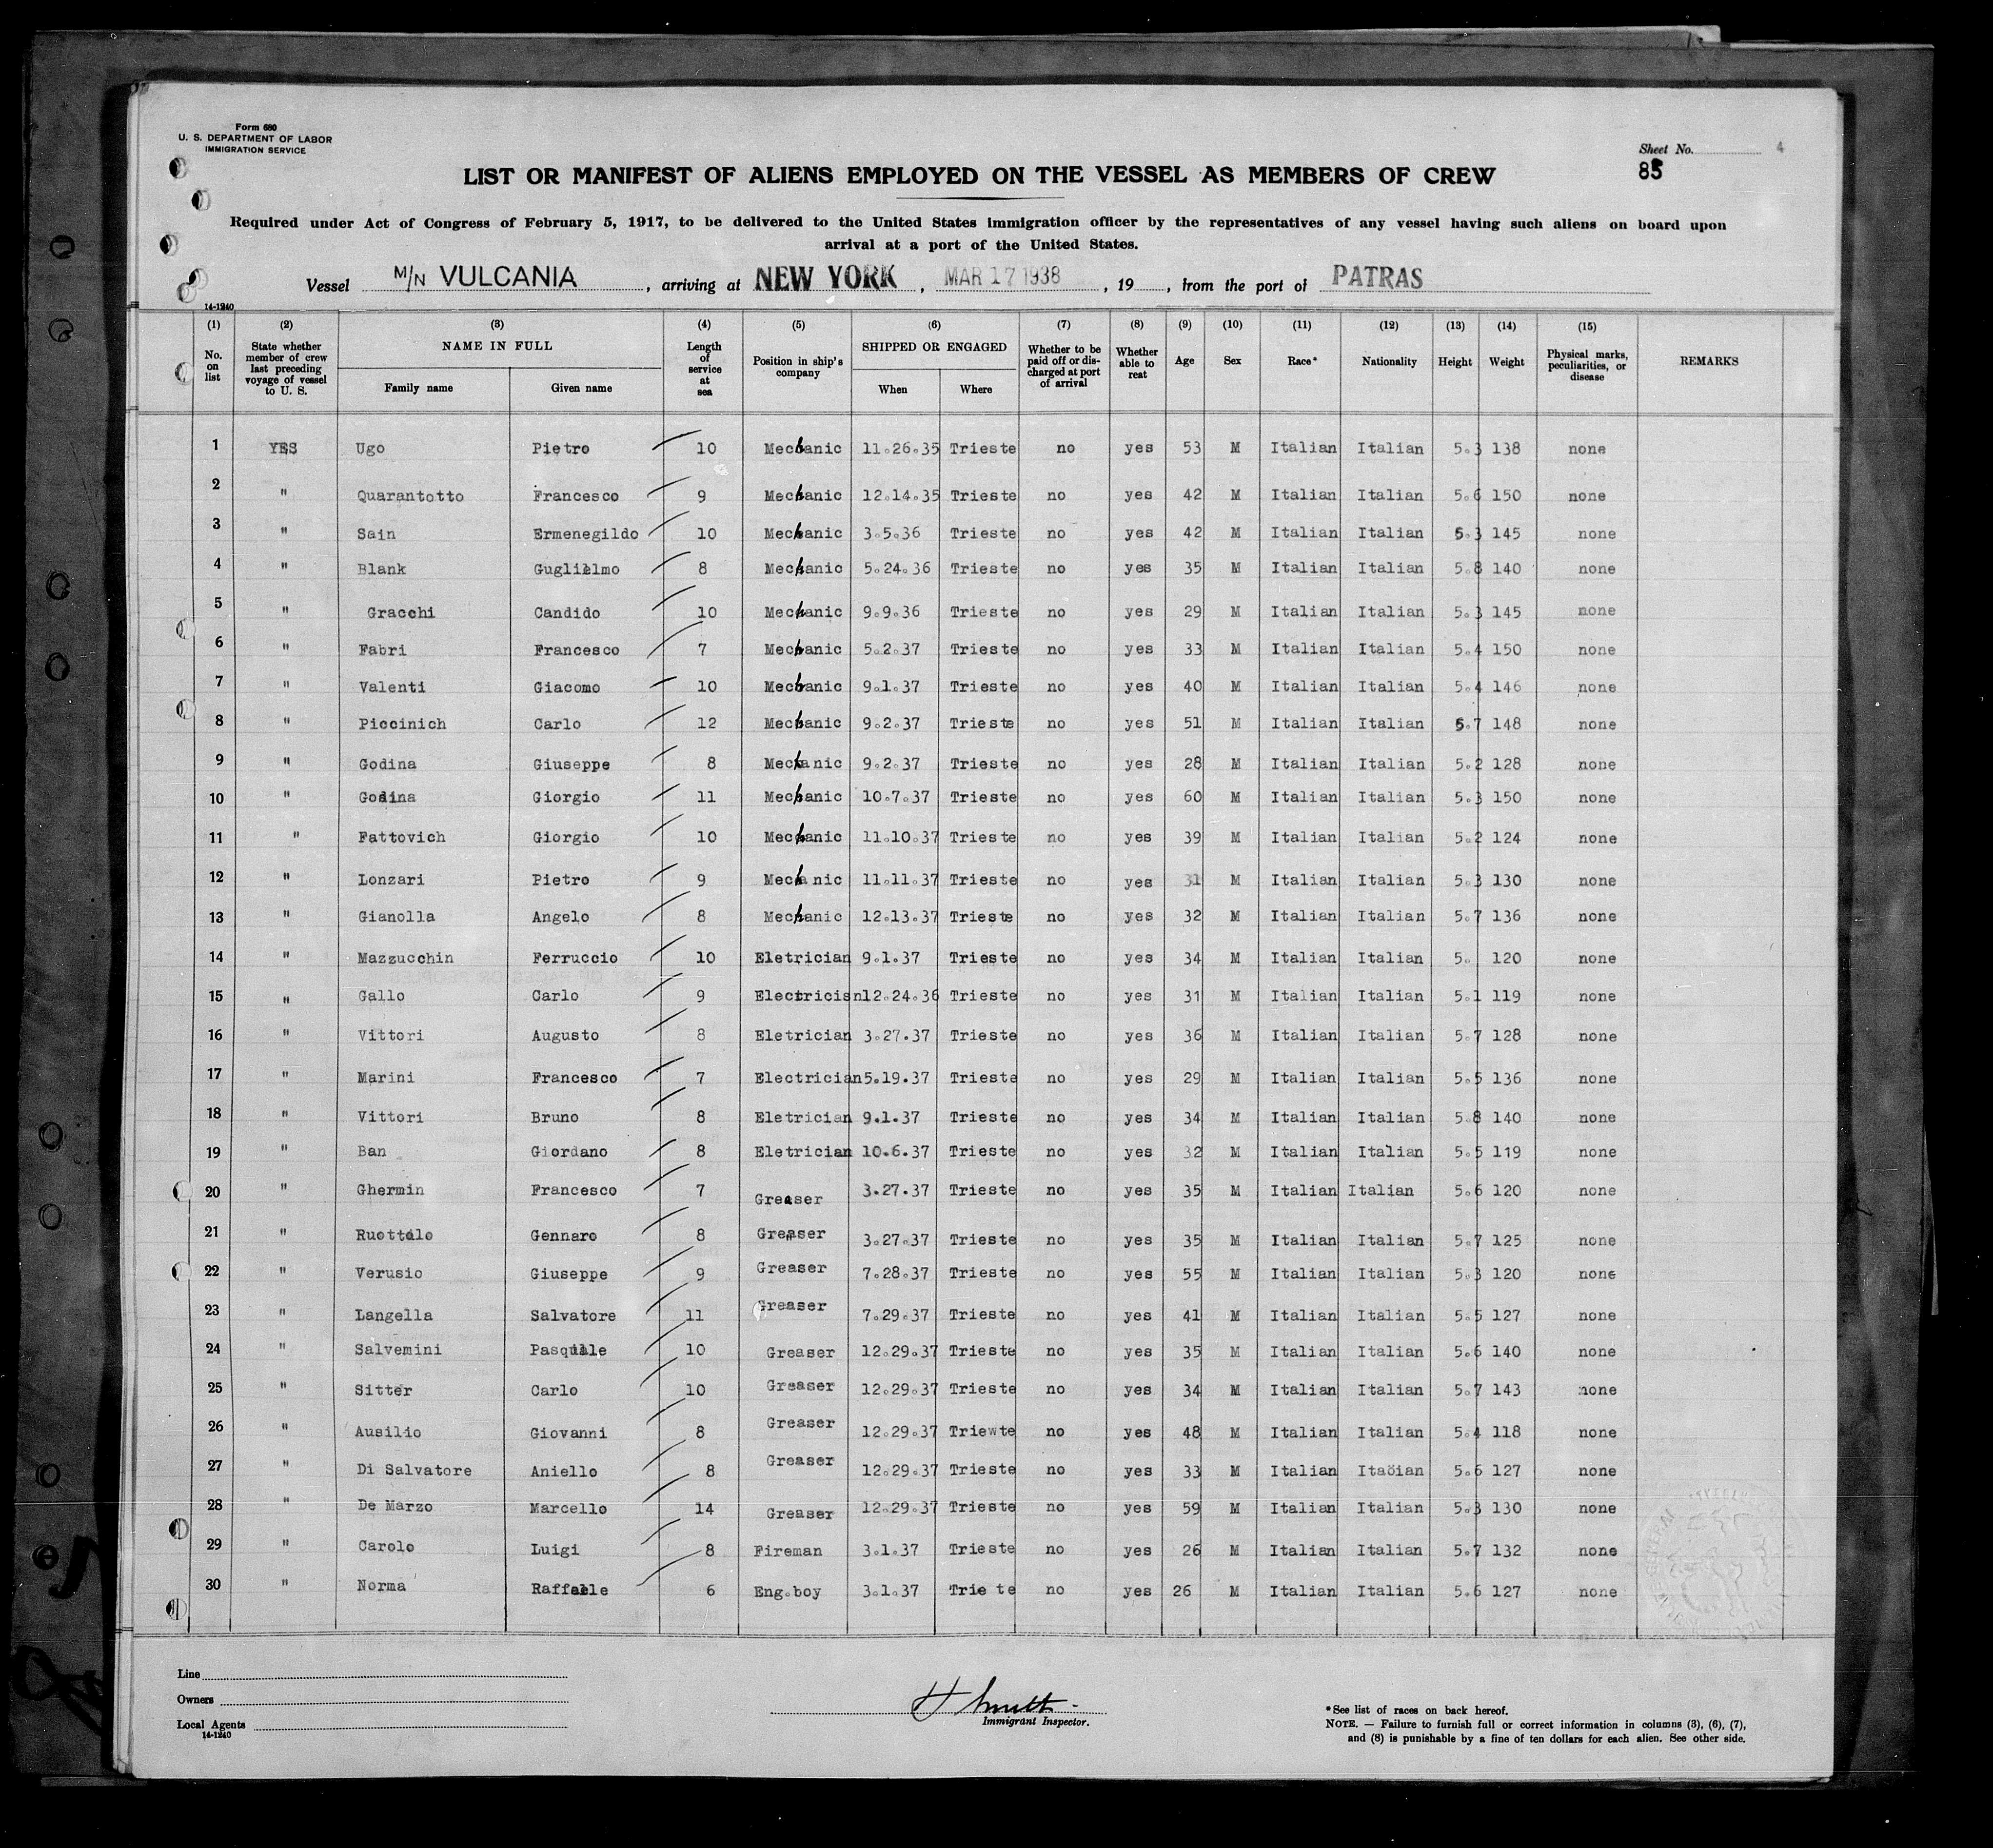 Form 680
U. S. DEPARTMENT OF LABOR
IMMIGRATION SERVICE
Sheet No. 4
85
LIST OR MANIFEST OF ALIENS EMPLOYED ON THE VESSEL AS MEMBERS OF CREW
Required under Act of Congress of February 5, 1917, to be delivered to the United States immigration officer by the representatives of any vessel having such aliens on board upon
arrival at a port of the United States.
Vessel M/N VULCANIA, arriving at NEW YORK, MAR 17 1938, 19, from the port of PATRAS
14-1240
(1) (2) (3) (4) (5) (6) (7) (8) (9) (10) (11) (12) (13) (14) (15)
No. on list State whether member of crew last preceding voyage of vessel to U. S. NAME IN FULL Family name Given name Length of service at sea Position in ship's company SHIPPED OR ENGAGED When Where Whether to be paid off or discharged at port of arrival Whether able to reat Age Sex Race* Nationality Height Weight Physical marks, peculiarities, or disease REMARKS
1 YES Ugo Pietro 10 Mechanic 11.26.35 Trieste no yes 53 M Italian Italian 5.3 138 none
2 " Quarantotto Francesco 9 Mechanic 12.14.35 Trieste no yes 42 M Italian Italian 5.6 150 none
3 " Sain Ermenegildo 10 Mechanic 3.5.36 Trieste no yes 42 M Italian Italian 5.3 145 none
4 " Blank Guglielmo 8 Mechanic 5.24.36 Trieste no yes 35 M Italian Italian 5.8 140 none
5 " Gracchi Candido 10 Mechanic 9.9.36 Trieste no yes 29 M Italian Italian 5.3 145 none
6 " Fabri Francesco 7 Mechanic 5.2.37 Trieste no yes 33 M Italian Italian 5.4 150 none
7 " Valenti Giacomo 10 Mechanic 9.1.37 Trieste no yes 40 M Italian Italian 5.4 146 none
8 " Piccinich Carlo 12 Mechanic 9.2.37 Trieste no yes 51 M Italian Italian 5.7 148 none
9 " Godina Giuseppe 8 Mechanic 9.2.37 Trieste no yes 28 M Italian Italian 5.2 128 none
10 " Godina Giorgio 11 Mechanic 10.7.37 Trieste no yes 60 M Italian Italian 5.3 150 none
11 " Fattovich Giorgio 10 Mechanic 11.10.37 Trieste no yes 39 M Italian Italian 5.2 124 none
12 " Lonzari Pietro 9 Mechanic 11.11.37 Trieste no yes 31 M Italian Italian 5.3 130 none
13 " Gianolla Angelo 8 Mechanic 12.13.37 Trieste no yes 32 M Italian Italian 5.7 136 none
14 " Mazzucchin Ferruccio 10 Eletrician 9.1.37 Trieste no yes 34 M Italian Italian 5. 120 none
15 " Gallo Carlo 9 Electricisn 12.24.36 Trieste no yes 31 M Italian Italian 5.1 119 none
16 " Vittori Augusto 8 Eletrician 3.27.37 Trieste no yes 36 M Italian Italian 5.7 128 none
17 " Marini Francesco 7 Electrician 5.19.37 Trieste no yes 29 M Italian Italian 5.5 136 none
18 " Vittori Bruno 8 Eletrician 9.1.37 Trieste no yes 34 M Italian Italian 5.8 140 none
19 " Ban Giordano 8 Eletrician 10.6.37 Trieste no yes 32 M Italian Italian 5.5 119 none
20 " Ghermin Francesco 7 Greaser 3.27.37 Trieste no yes 35 M Italian Italian 5.6 120 none
21 " Ruottolo Gennaro 8 Greaser 3.27.37 Trieste no yes 35 M Italian Italian 5.7 125 none
22 " Verusio Giuseppe 9 Greaser 7.28.37 Trieste no yes 55 M Italian Italian 5.3 120 none
23 " Langella Salvatore 11 Greaser 7.29.37 Trieste no yes 41 M Italian Italian 5.5 127 none
24 " Salvemini Pasquale 10 Greaser 12.29.37 Trieste no yes 35 M Italian Italian 5.6 140 none
25 " Sitter Carlo 10 Greaser 12.29.37 Trieste no yes 34 M Italian Italian 5.7 143 none
26 " Ausilio Giovanni 8 Greaser 12.29.37 Triewte no yes 48 M Italian Italian 5.4 118 none
27 " Di Salvatore Aniello 8 Greaser 12.29.37 Trieste no yes 33 M Italian Itaöian 5.6 127 none
28 " De Marzo Marcello 14 Greaser 12.29.37 Trieste no yes 59 M Italian Italian 5.3 130 none
29 " Carolo Luigi 8 Fireman 3.1.37 Trieste no yes 26 M Italian Italian 5.7 132 none
30 " Norma Raffaele 6 Eng.boy 3.1.37 Trie te no yes 26 M Italian Italian 5.6 127 none
Line
Owners
Local Agents
14-1240
H Smith
Immigrant Inspector.
*See list of races on back hereof.
NOTE. — Failure to furnish full or correct information in columns (3), (6), (7),
and (8) is punishable by a fine of ten dollars for each alien. See other side.